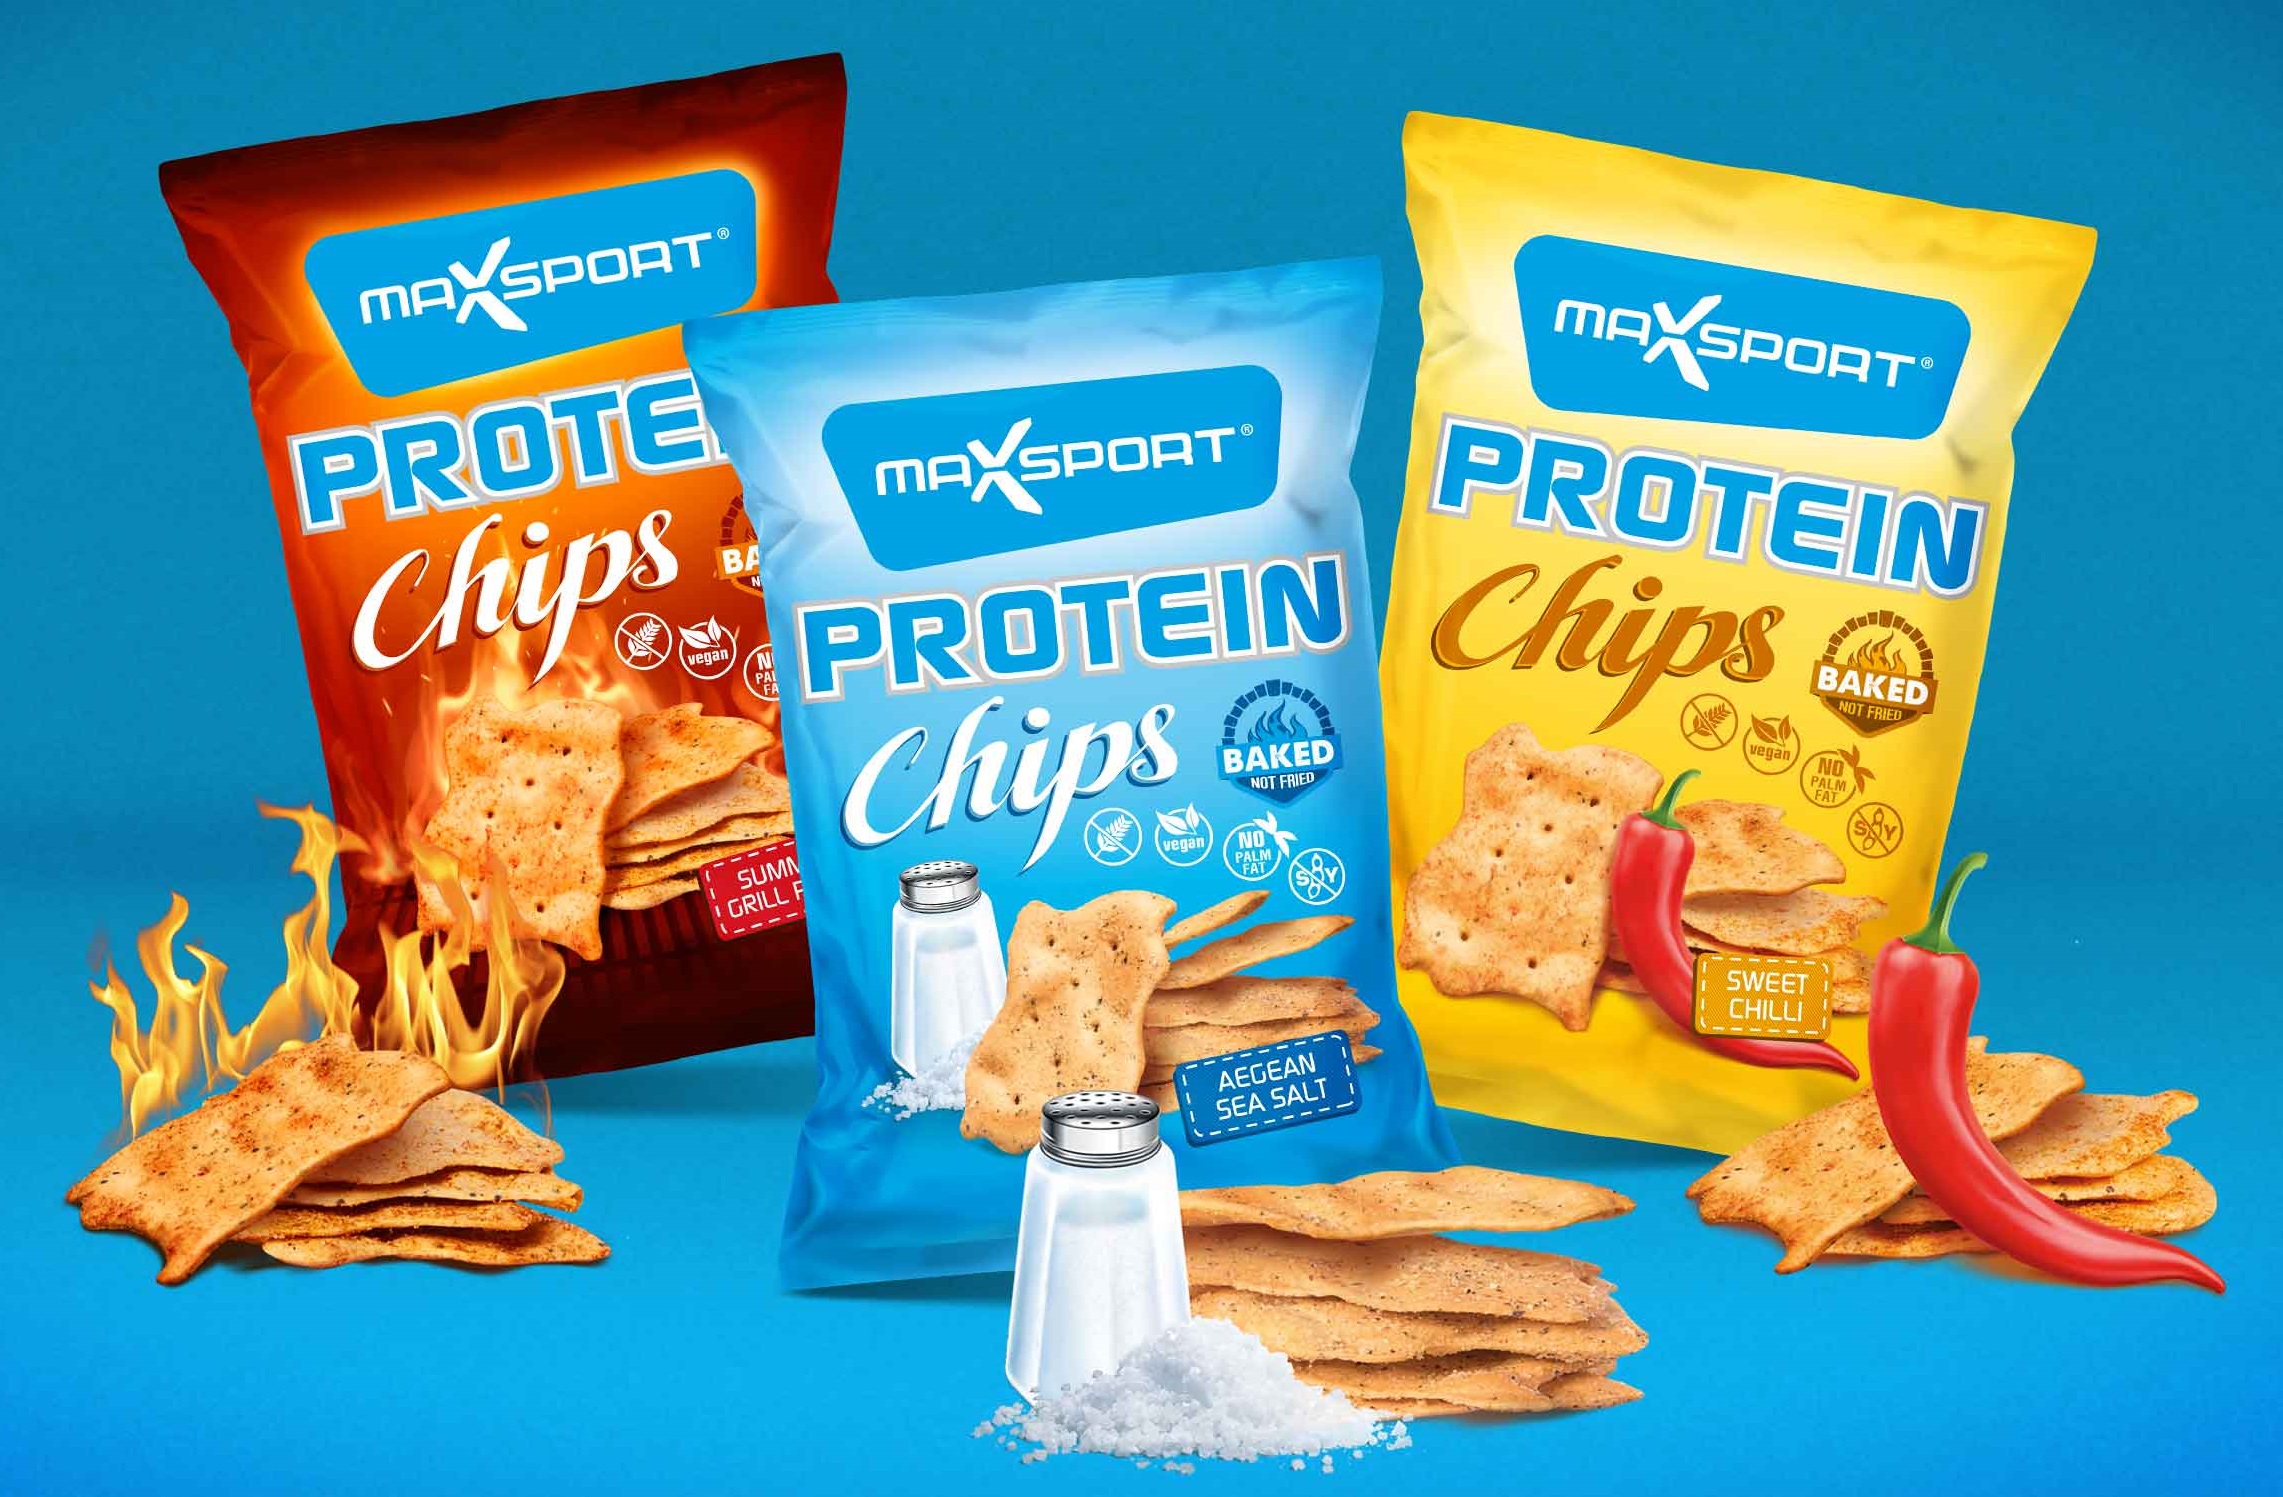 MAXSPORT®
PROTE
Chips
BA
N
vegan
NO
PAL
FA
SUMM
GRILL F
MAXSPORT®
PROTEIN
Chips
BAKED
NOT FRIED
vegan
NO
PALM
FAT
SOY
AEGEAN
SEA SALT
MAXSPORT®
PROTEIN
Chips
BAKED
NOT FRIED
vegan
NO
PALM
FAT
SOY
SWEET
CHILLI